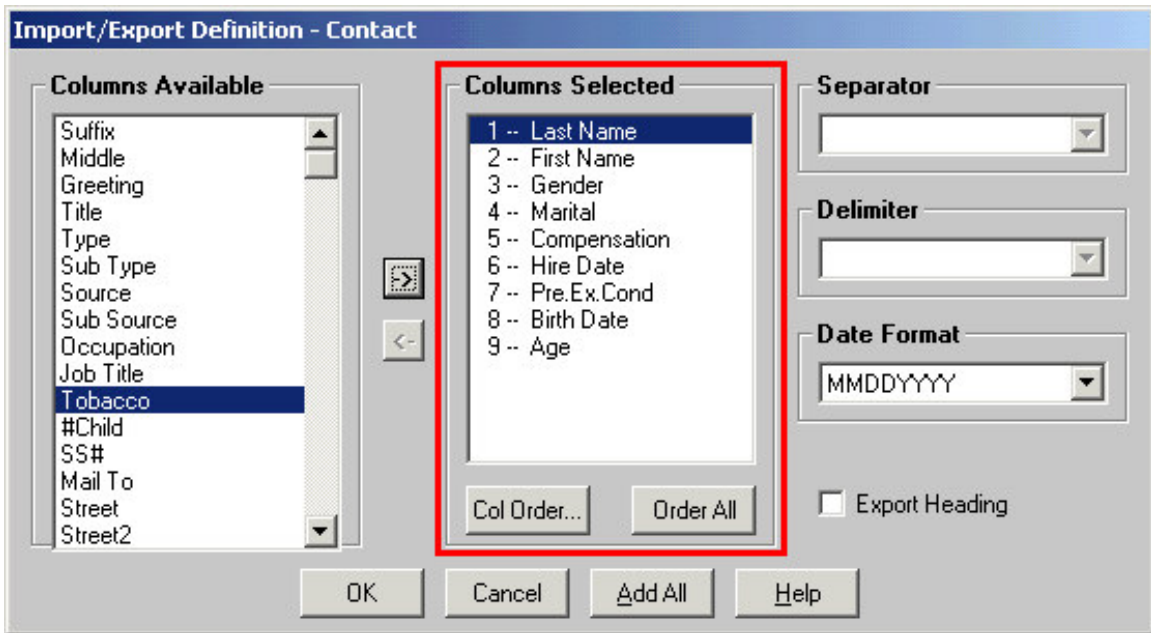 Import/Export Definition - Contact
Columns Available
Suffix
Middle
Greeting
Title
Type
Sub Type
Source
Sub Source
Occupation
Job Title
Tobacco
#Child
SS#
Mail To
Street
Street2
->
<-
Columns Selected
1 -- Last Name
2 -- First Name
3 -- Gender
4 -- Marital
5 -- Compensation
6 -- Hire Date
7 -- Pre.Ex.Cond
8 -- Birth Date
9 -- Age
Col Order...
Order All
Separator
Delimiter
Date Format
MMDDYYYY
Export Heading
OK
Cancel
Add All
Help